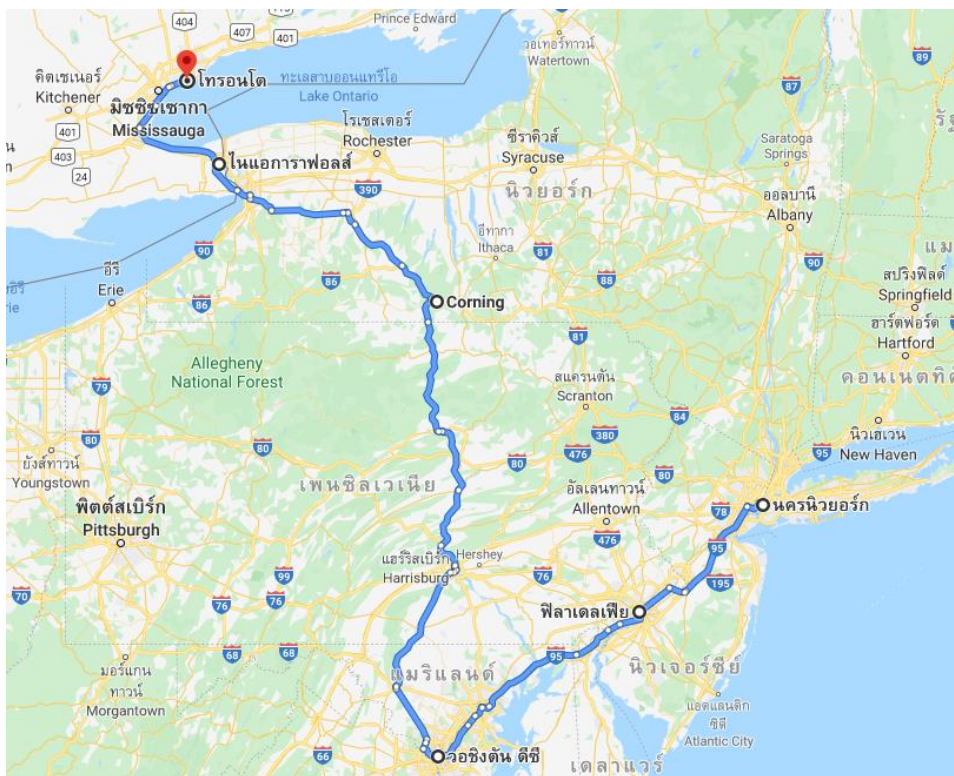 404
407
401
Prince Edward
วอเทอร์ทาวน์
Watertown
89
คิตเชเนอร์
Kitchener
โทรอนโต
ทะเลสาบออนแทรีโอ
Lake Ontario
87
มิซซิซเซากา
Mississauga
401
403
24
โรเชสเตอร์
Rochester
ซีราคิวส์
Syracuse
Saratoga
Springs
ไนแอการาฟอลส์
390
นิวยอร์ก
ออลบานี
Albany
90
อีทากา
Ithaca
81
90
อีรี
Erie
86
86
88
สปริงฟิลด์
Springfield
Corning
81
ฮาร์ตฟอร์ด
Hartford
Allegheny
National Forest
สแครนตัน
Scranton
79
84
80
80
380
476
80
80
นิวเฮเวน
New Haven
95
ยังส์ทาวน์
Youngstown
เพนซิลเวเนีย
พิตต์สเบิร์ก
Pittsburgh
อัลเลนทาวน์
Allentown
78
นครนิวยอร์ก
476
95
แฮร์ริสเบิร์ก
Harrisburg
Hershey
76
99
195
70
76
76
ฟิลาเดลเฟีย
68
68
95
มอร์แกน
ทาวน์
Morgantown
แมริแลนด์
นิวเจอร์ซีย์
แอตแลนติก
ซิตี
Atlantic City
66
วอชิงตัน ดีซี
เดลาแวร์